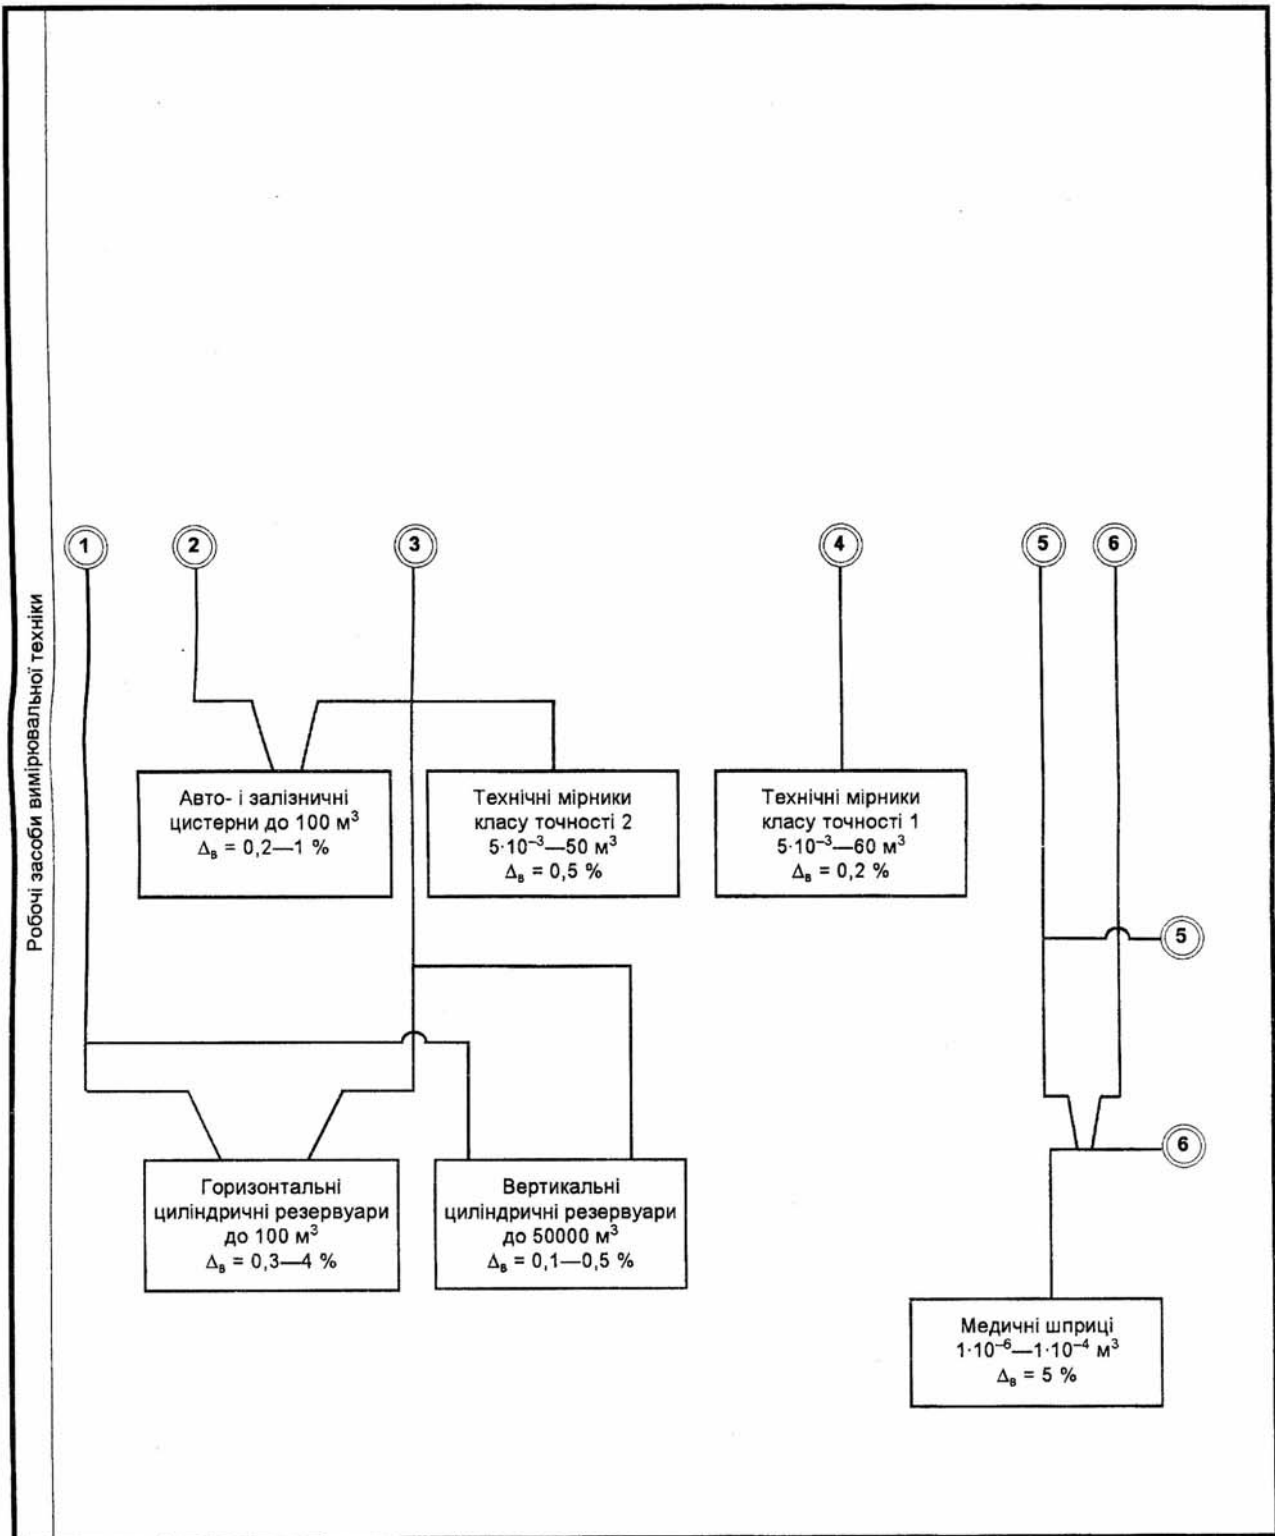 Робочі засоби вимірювальної техніки
1
2
3
4
5
6
Авто- і залізничні
цистерни до 100 м³
Δв = 0,2—1 %
Технічні мірники
класу точності 2
5·10⁻³—50 м³
Δв = 0,5 %
Технічні мірники
класу точності 1
5·10⁻³—60 м³
Δв = 0,2 %
5
Горизонтальні
циліндричні резервуари
до 100 м³
Δв = 0,3—4 %
Вертикальні
циліндричні резервуари
до 50000 м³
Δв = 0,1—0,5 %
6
Медичні шприці
1·10⁻⁶—1·10⁻⁴ м³
Δв = 5 %